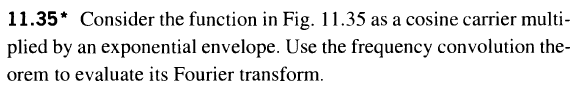 11.35* Consider the function in Fig. 11.35 as a cosine carrier multi-
plied by an exponential envelope. Use the frequency convolution the-
orem to evaluate its Fourier transform.